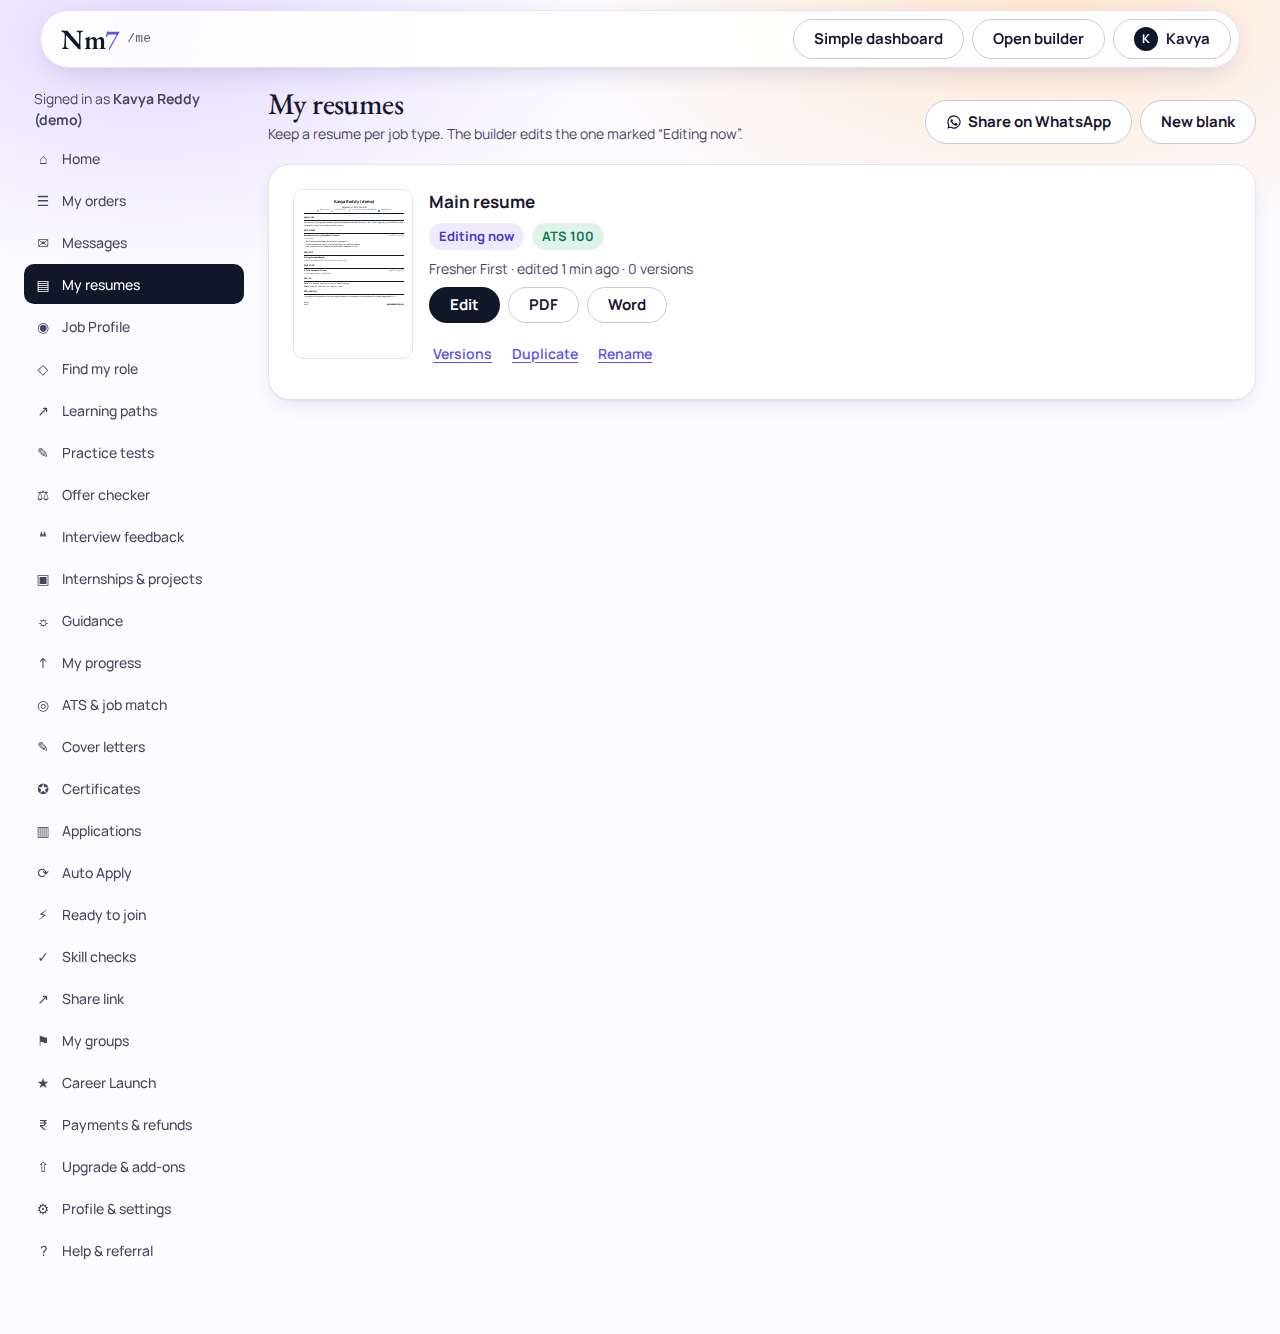 Nm7 /me
Simple dashboard
Open builder
K Kavya
Signed in as Kavya Reddy
(demo)
⌂ Home
☰ My orders
✉ Messages
▤ My resumes
◉ Job Profile
◇ Find my role
↗ Learning paths
✎ Practice tests
⚖ Offer checker
❝ Interview feedback
▣ Internships & projects
☼ Guidance
↑ My progress
◎ ATS & job match
✎ Cover letters
✪ Certificates
▥ Applications
⟳ Auto Apply
⚡ Ready to join
✓ Skill checks
↗ Share link
⚑ My groups
★ Career Launch
₹ Payments & refunds
⇧ Upgrade & add-ons
⚙ Profile & settings
? Help & referral
My resumes
Keep a resume per job type. The builder edits the one marked “Editing now”.
Share on WhatsApp
New blank
Kavya Reddy (demo)
Main resume
Editing now
ATS 100
Fresher First · edited 1 min ago · 0 versions
Edit
PDF
Word
Versions
Duplicate
Rename